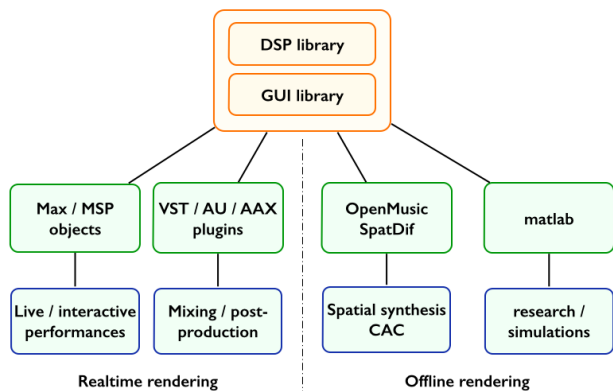 DSP library
GUI library
Max / MSP
objects
VST / AU / AAX
plugins
OpenMusic
SpatDif
matlab
Live / interactive
performances
Mixing / post-
production
Spatial synthesis
CAC
research /
simulations
Realtime rendering
Offline rendering